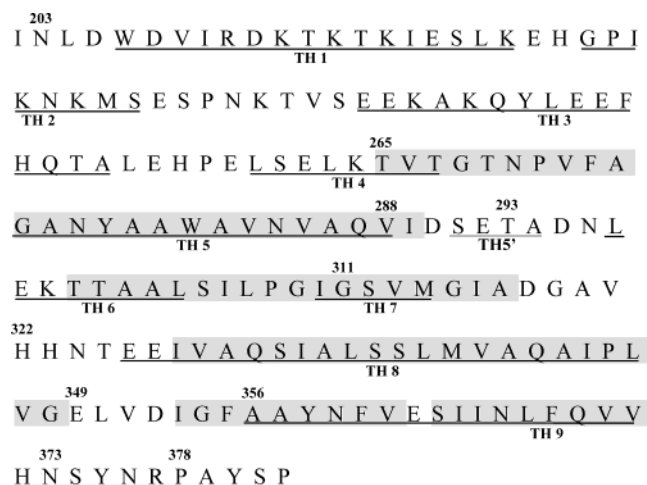 203
I N L D W D V I R D K T K T K I E S L K E H G P I
TH 1
K N K M S E S P N K T V S E E K A K Q Y L E E F
TH 2 TH 3
265
H Q T A L E H P E L S E L K T V T G T N P V F A
TH 4
288 293
G A N Y A A W A V N V A Q V I D S E T A D N L
TH 5 TH5’
311
E K T T A A L S I L P G I G S V M G I A D G A V
TH 6 TH 7
322
H H N T E E I V A Q S I A L S S L M V A Q A I P L
TH 8
349 356
V G E L V D I G F A A Y N F V E S I I N L F Q V V
TH 9
373 378
H N S Y N R P A Y S P